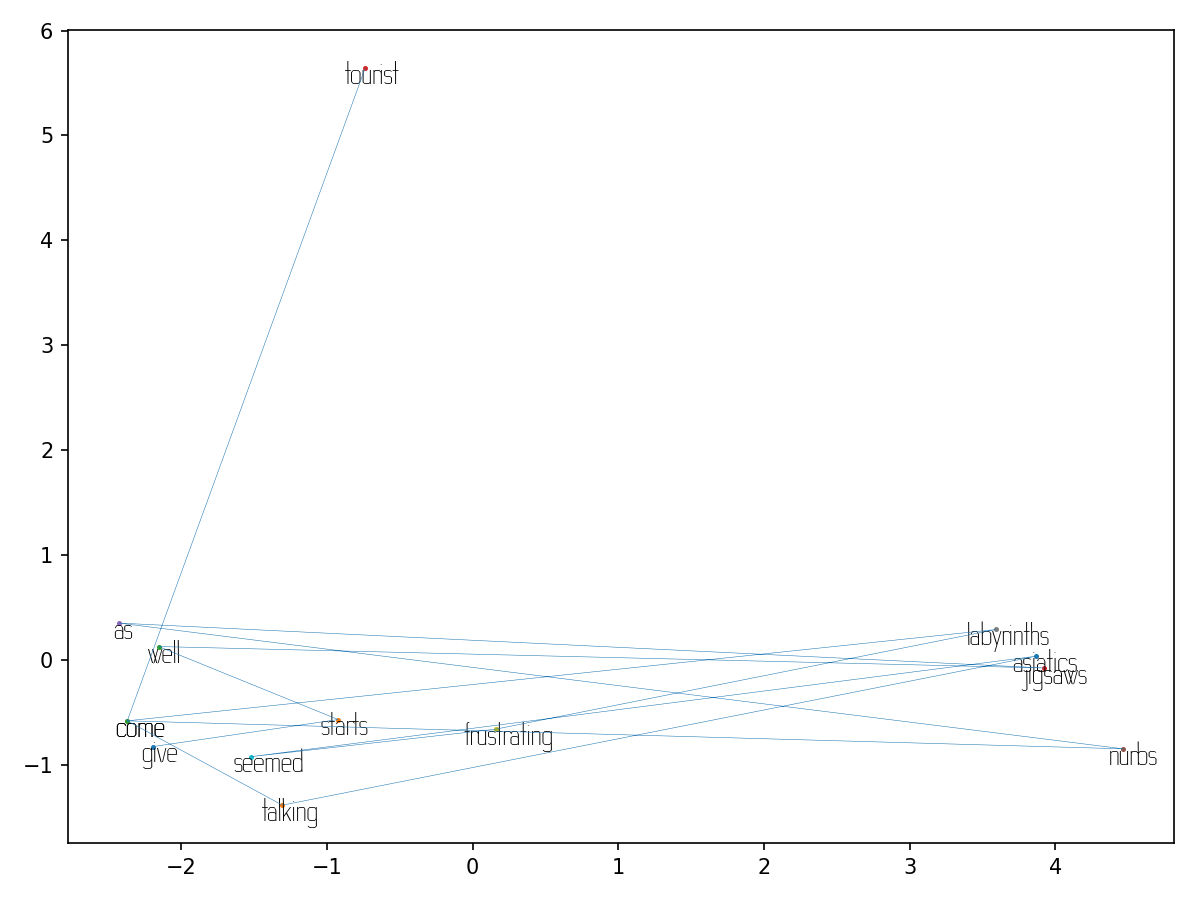 6
5
4
3
2
1
0
−1
tourist
as
well
come
give
starts
seemed
talking
frustrating
labyrinths
asiatics
jigsaws
nurbs
−2 −1 0 1 2 3 4